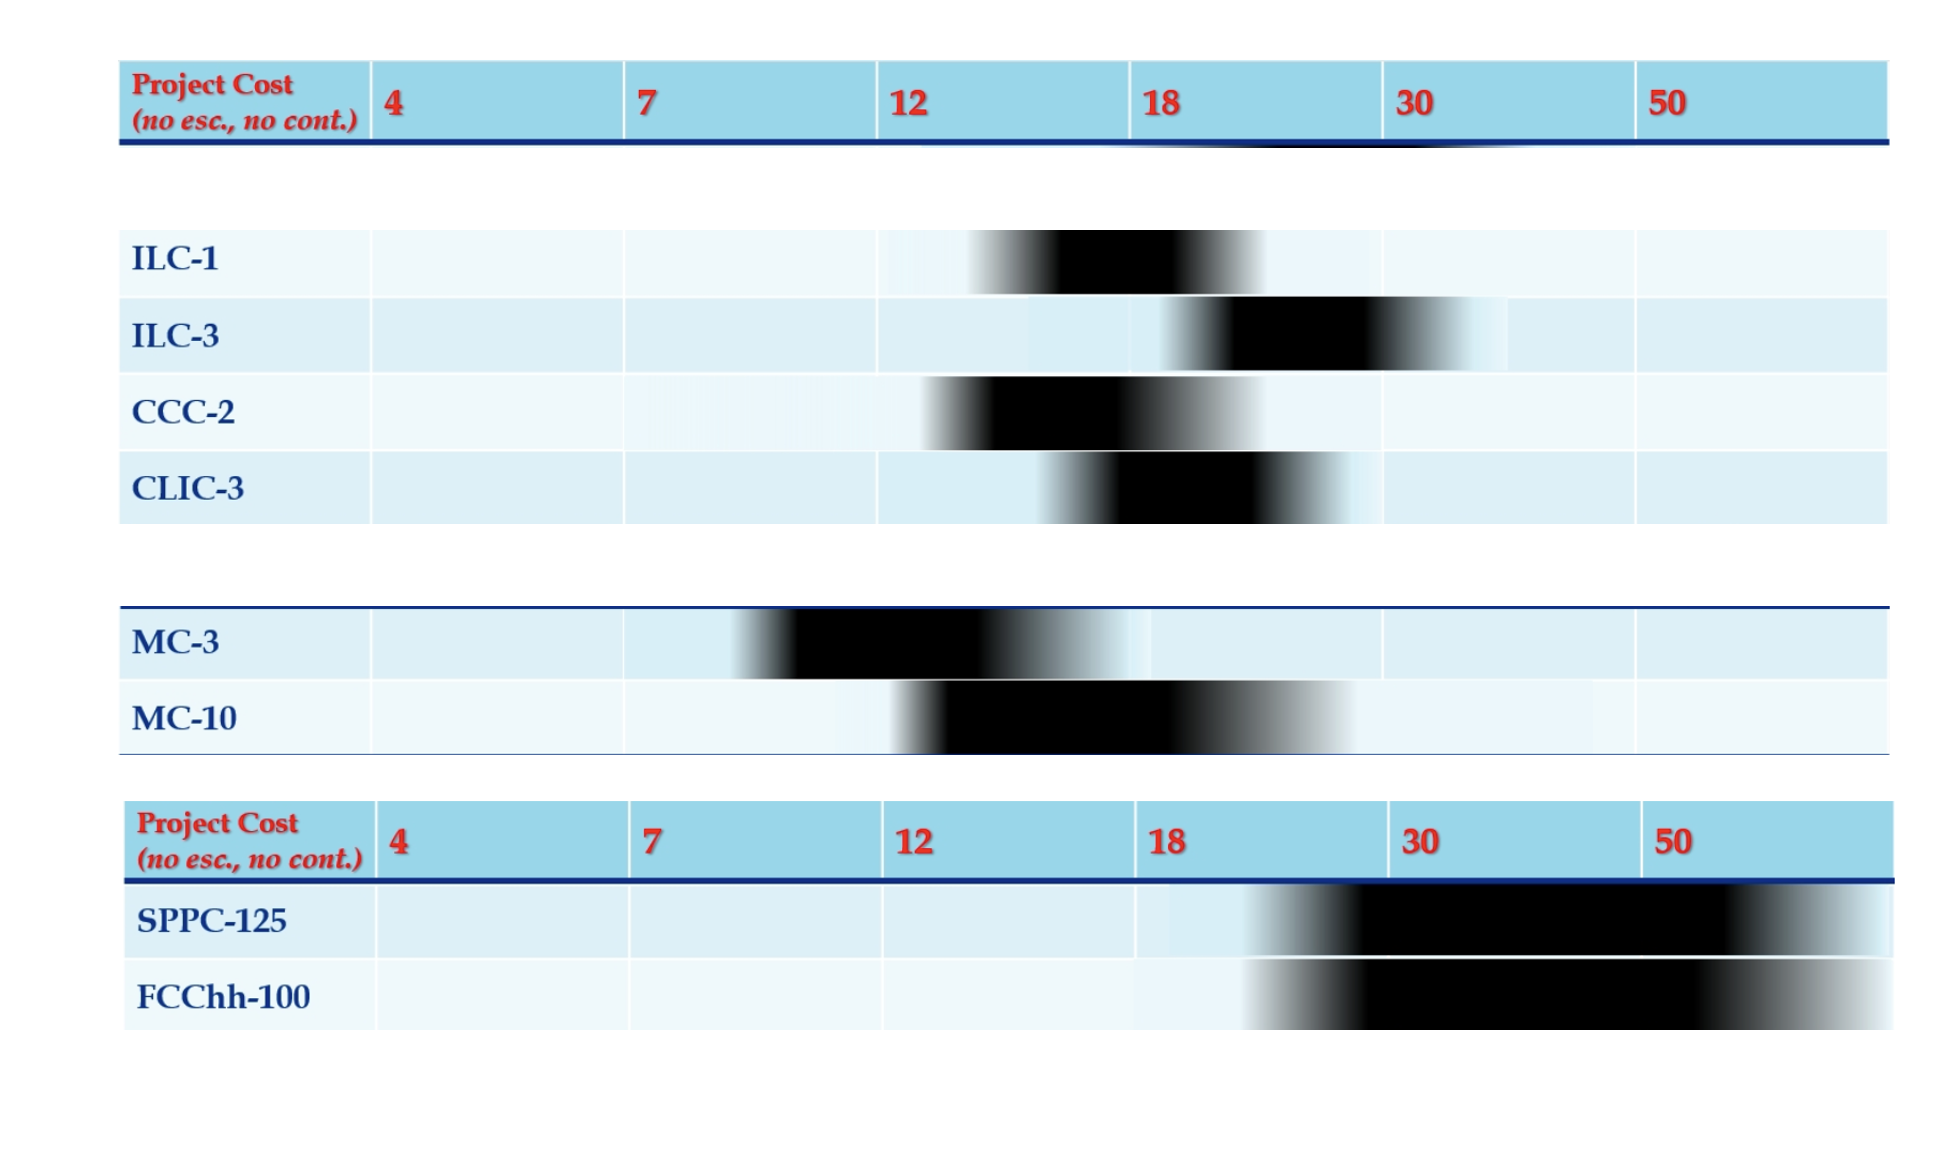 Project Cost
(no esc., no cont.)
4 7 12 18 30 50
ILC-1
ILC-3
CCC-2
CLIC-3
MC-3
MC-10
Project Cost
(no esc., no cont.)
4 7 12 18 30 50
SPPC-125
FCChh-100